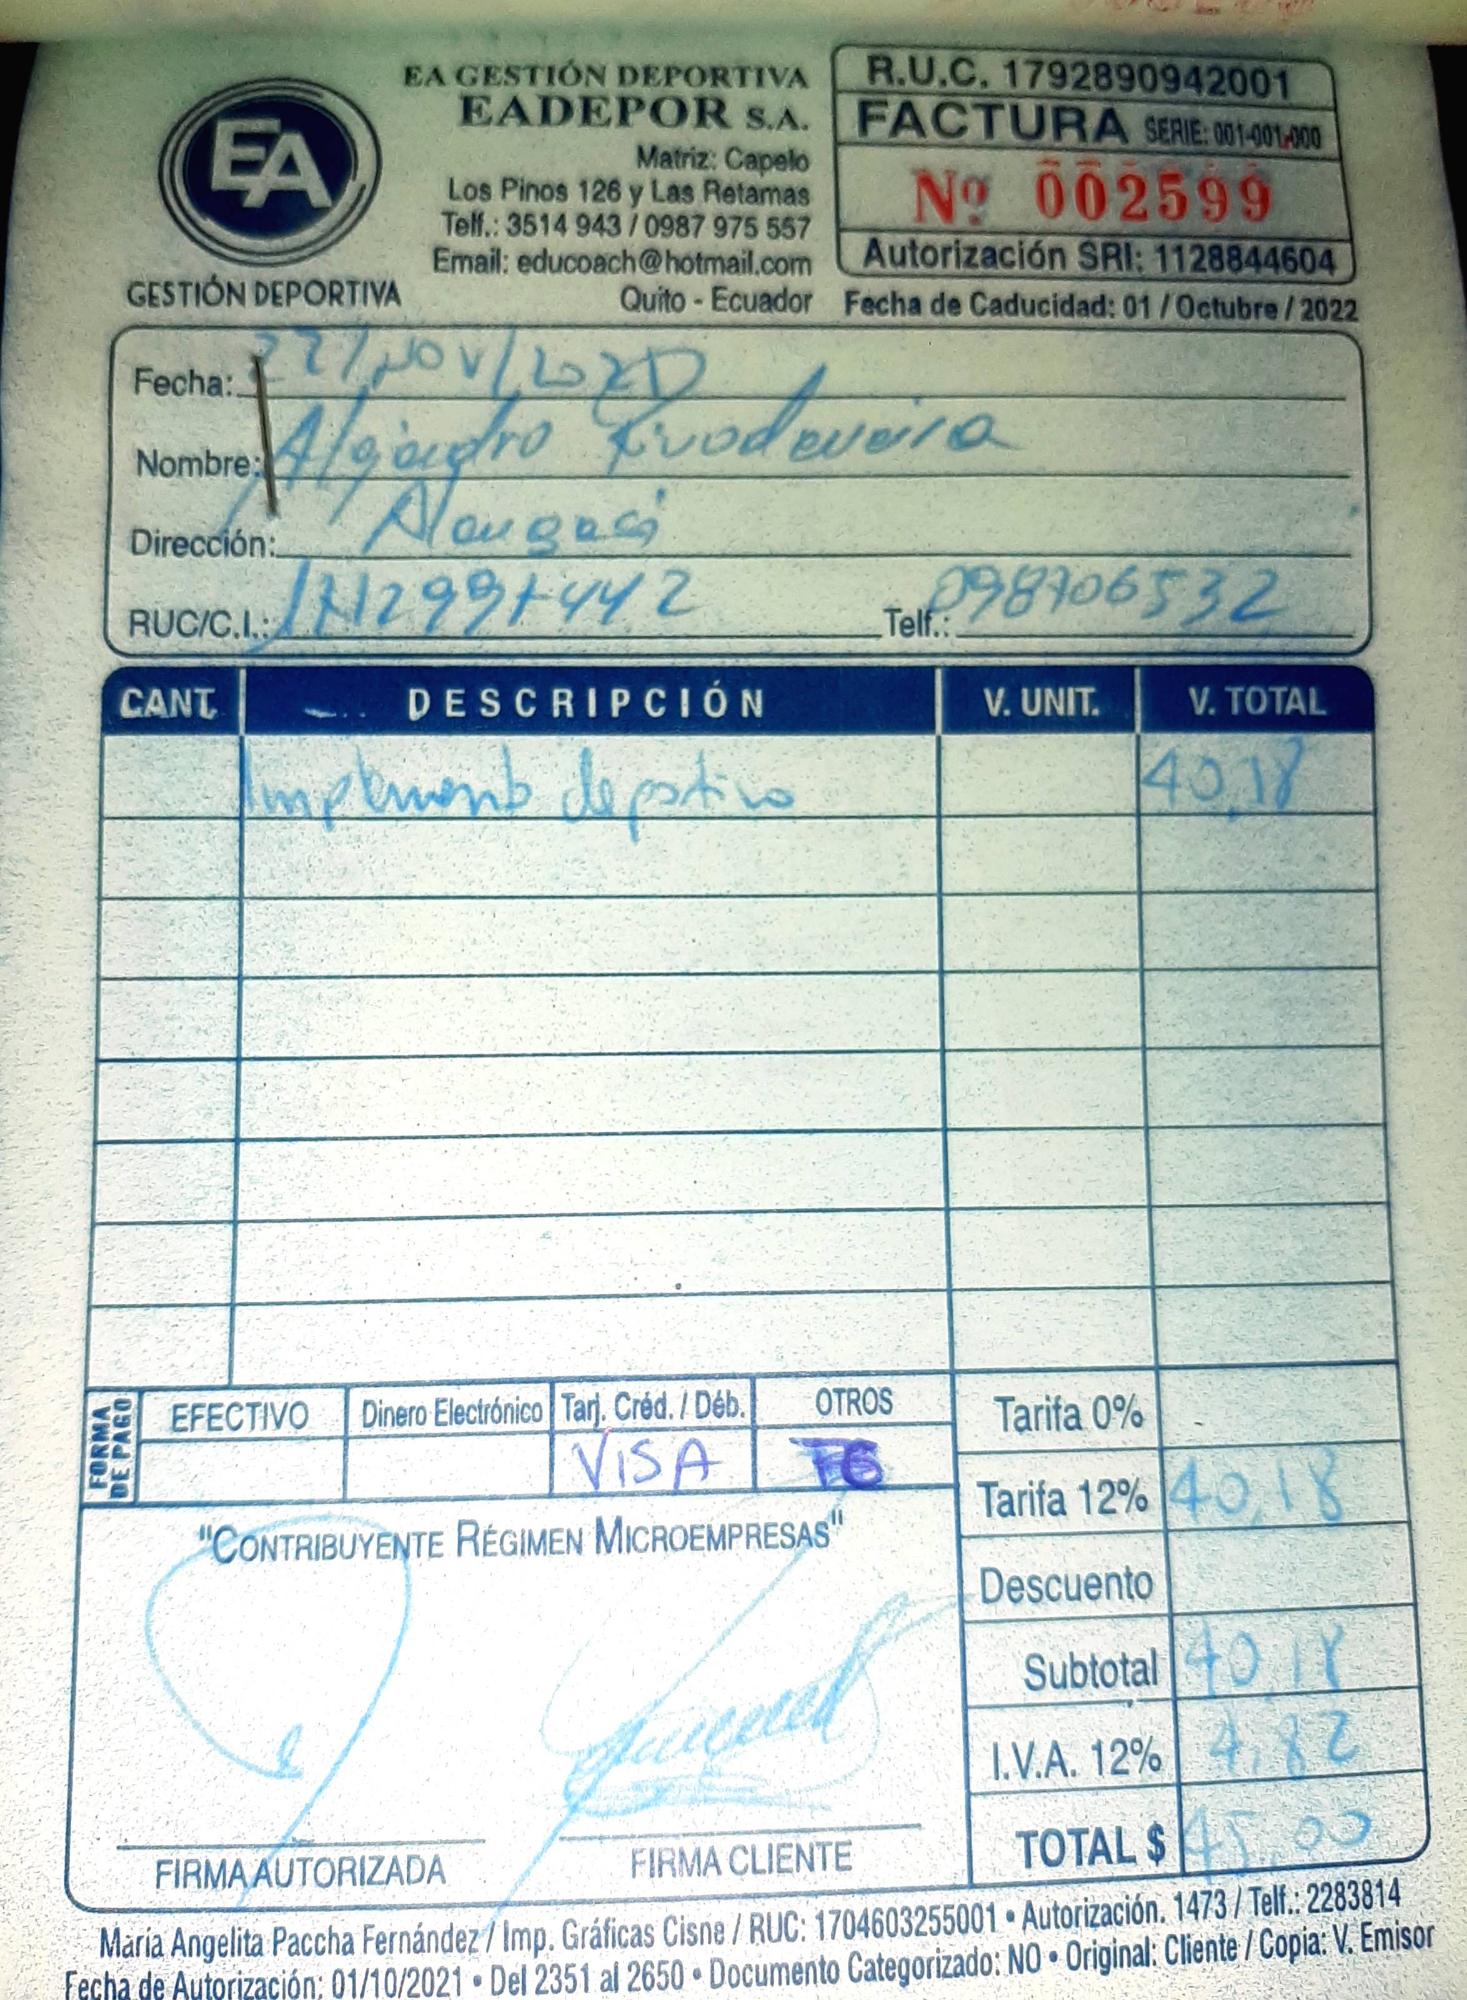 EA GESTIÓN DEPORTIVA
EADEPOR S.A.
Matriz: Capelo
Los Pinos 126 y Las Retamas
Telf.: 3514 943 / 0987 975 557
Email: educoach@hotmail.com
Quito - Ecuador
EA
GESTIÓN DEPORTIVA
R.U.C. 1792890942001
FACTURA SERIE: 001-001-000
Nº 002599
Autorización SRI: 1128844604
Fecha de Caducidad: 01 / Octubre / 2022
Fecha: 22/Nov/
Nombre: Alejandro
Dirección: Alangasí
RUC/C.I.: 1712997442 Telf.: 098706532
CANT. DESCRIPCIÓN V. UNIT. V. TOTAL
Implemento deportivo 40,18
FORMA DE PAGO
EFECTIVO Dinero Electrónico Tarj. Créd. / Déb. OTROS
VISA
Tarifa 0% -
Tarifa 12% 40,18
Descuento
Subtotal 40,18
I.V.A. 12% 4,82
TOTAL $ 45,00
"CONTRIBUYENTE RÉGIMEN MICROEMPRESAS"
FIRMA AUTORIZADA FIRMA CLIENTE
María Angelita Paccha Fernández / Imp. Gráficas Cisne / RUC: 1704603255001 • Autorización. 1473 / Telf.: 2283814
Fecha de Autorización: 01/10/2021 • Del 2351 al 2650 • Documento Categorizado: NO • Original: Cliente / Copia: V. Emisor